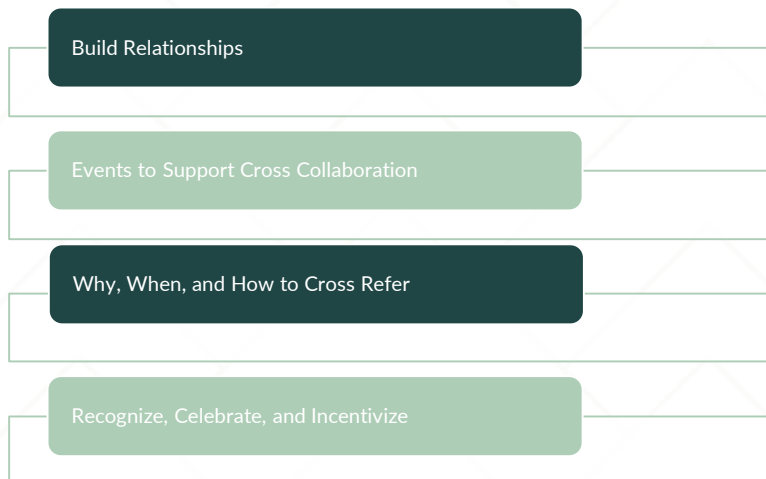 Build Relationships
Events to Support Cross Collaboration
Why, When, and How to Cross Refer
Recognize, Celebrate, and Incentivize